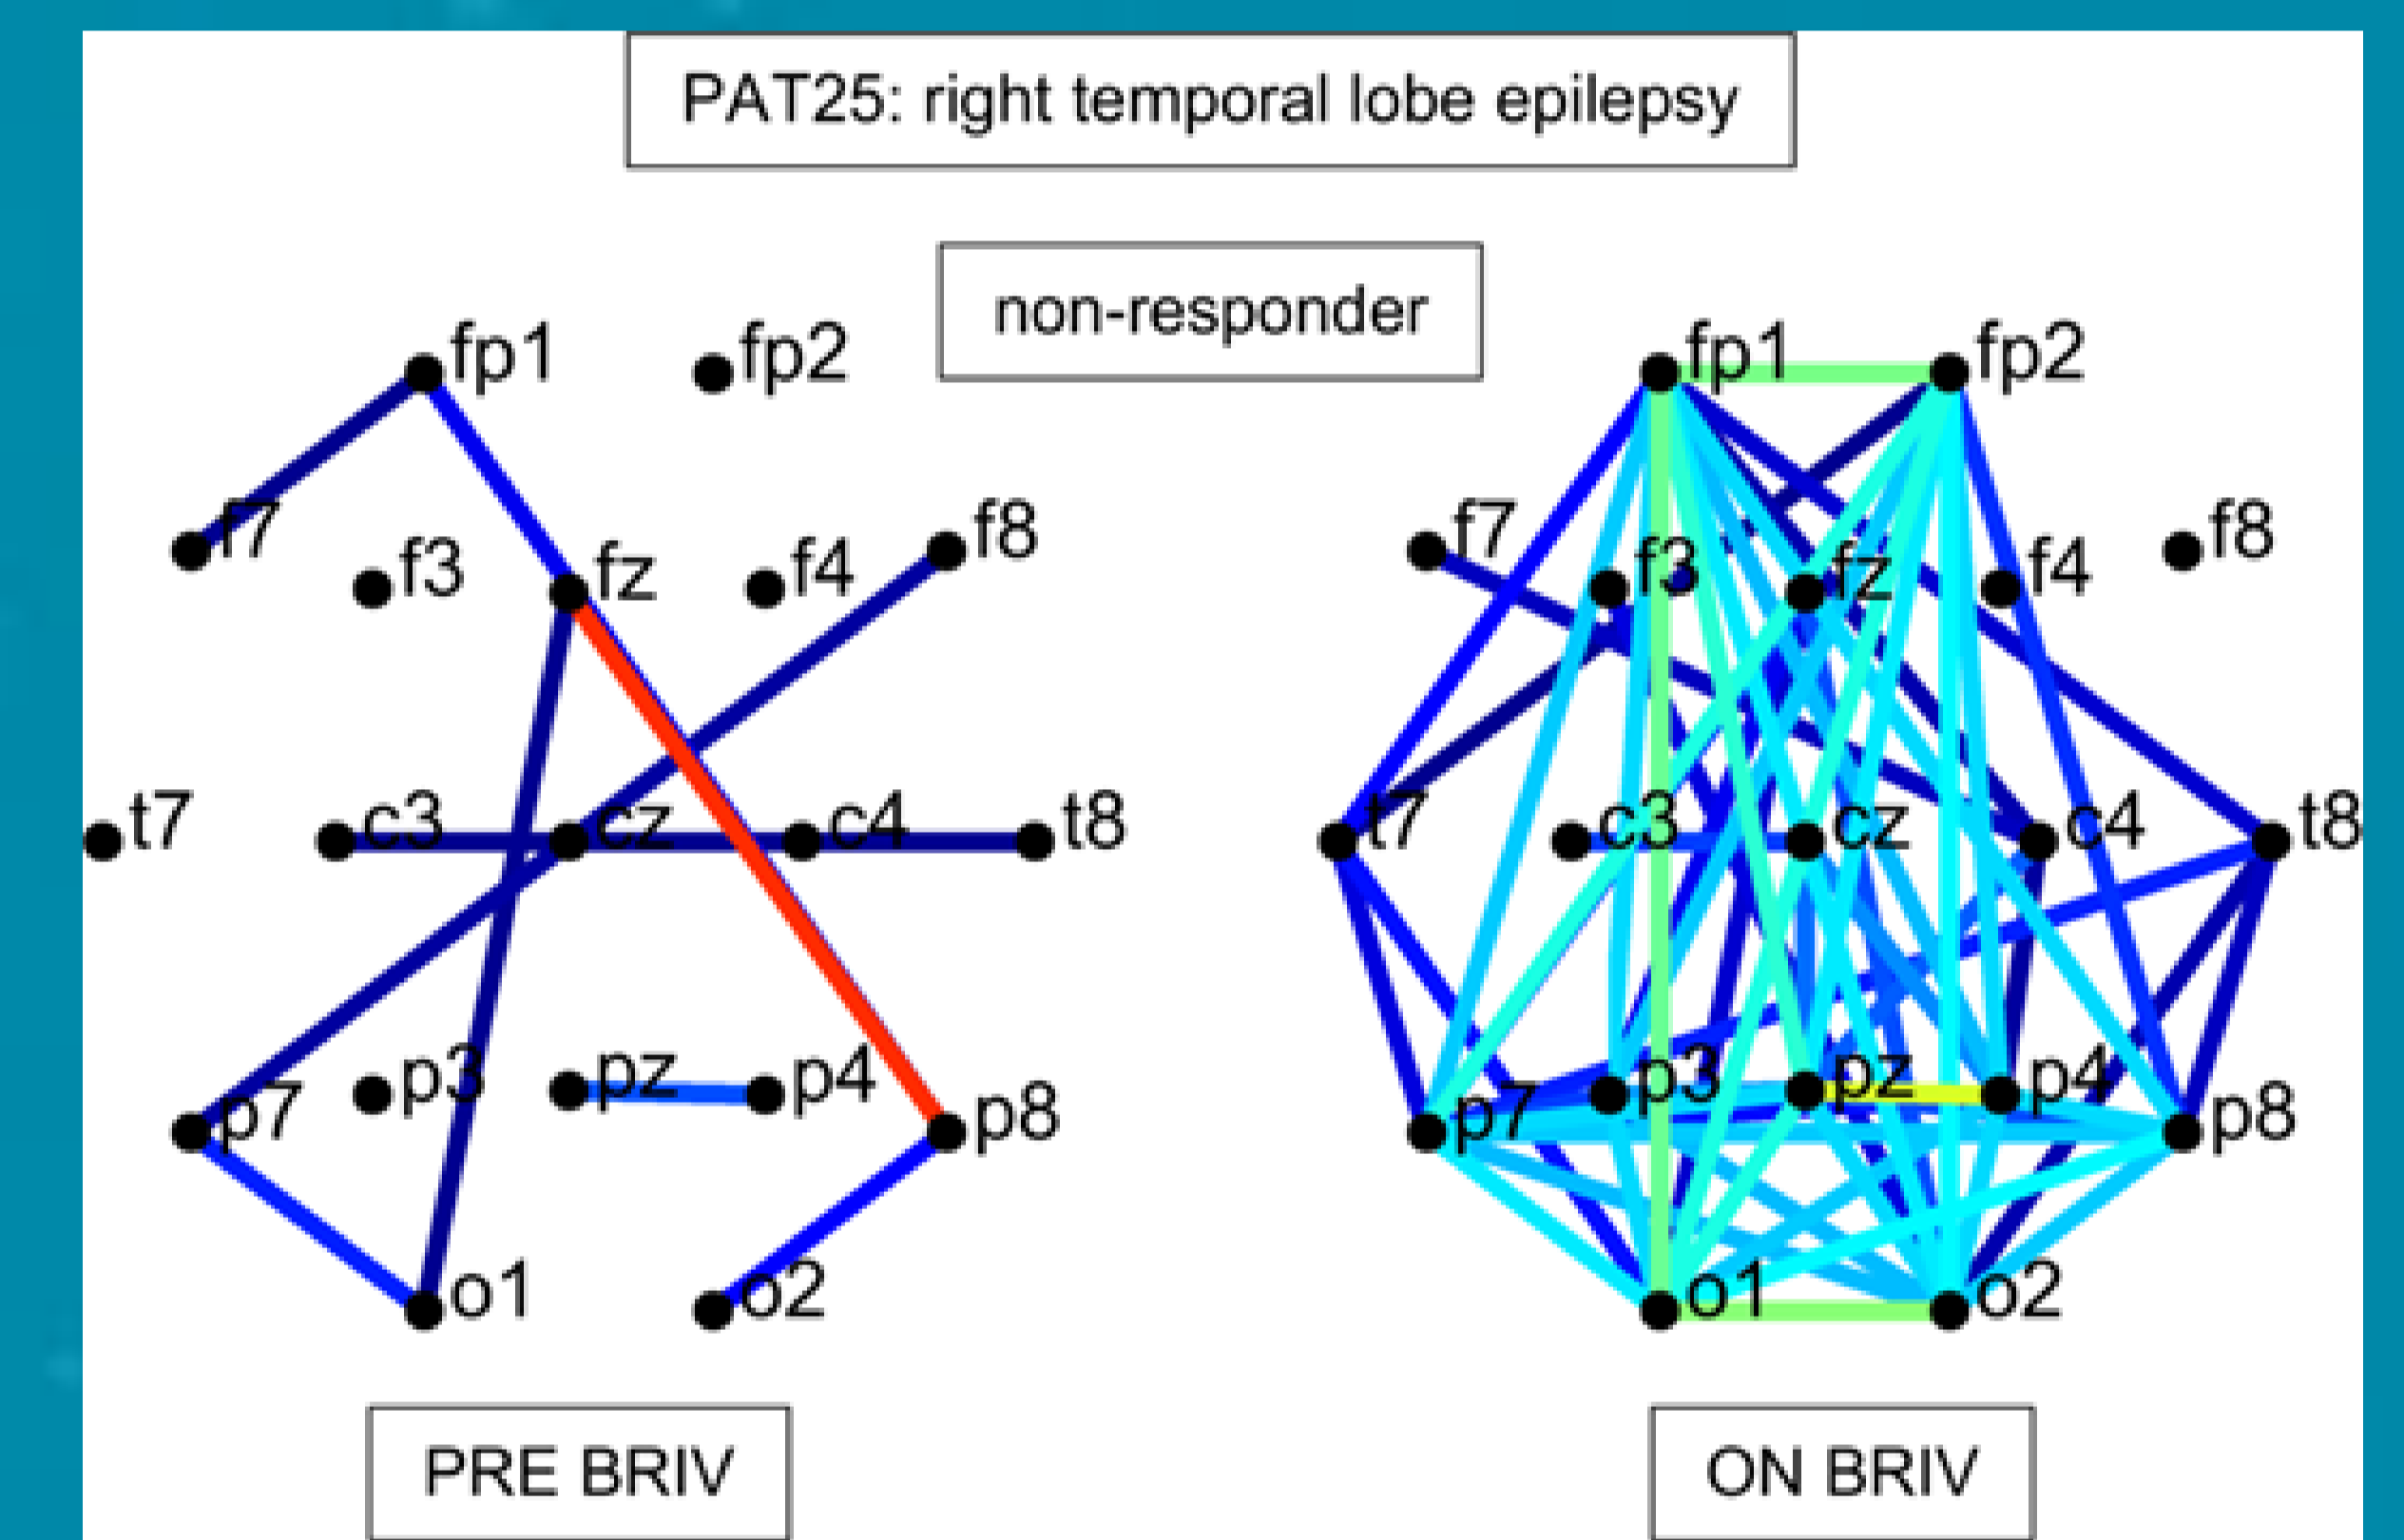 PAT25: right temporal lobe epilepsy
non-responder
fp1 fp2
f7 f3 fz f4 f8
t7 c3 cz c4 t8
p7 p3 pz p4 p8
o1 o2
PRE BRIV
fp1 fp2
f7 f3 fz f4 f8
t7 c3 cz c4 t8
p7 p3 pz p4 p8
o1 o2
ON BRIV